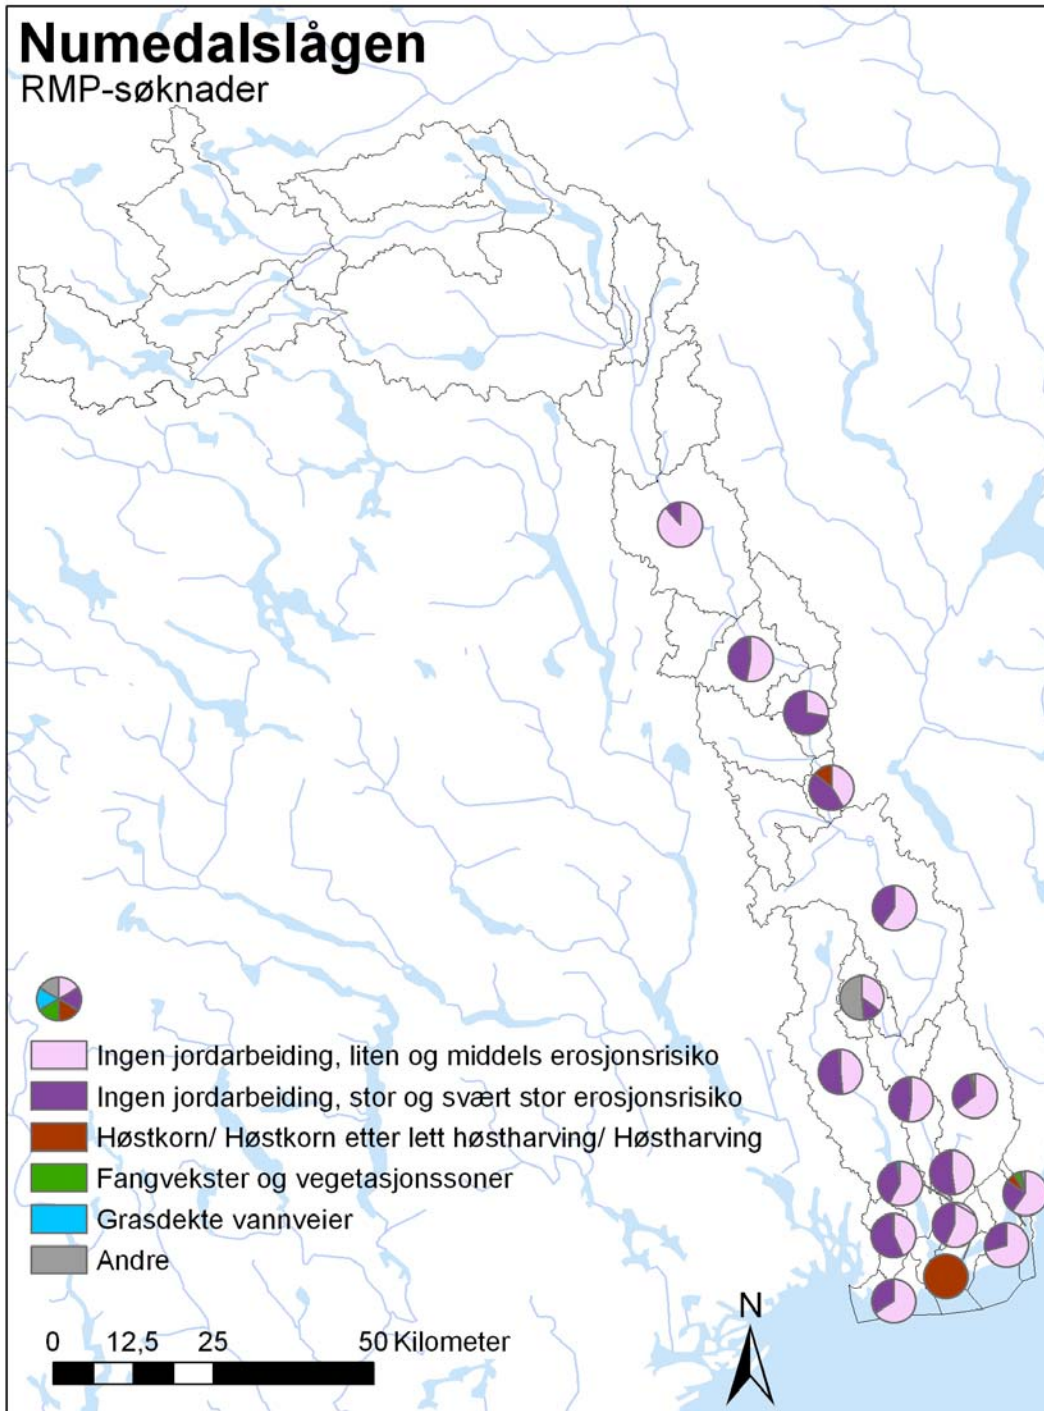 Numedalslågen
RMP-søknader
Ingen jordarbeiding, liten og middels erosjonsrisiko
Ingen jordarbeiding, stor og svært stor erosjonsrisiko
Høstkorn/ Høstkorn etter lett høstharving/ Høstharving
Fangvekster og vegetasjonssoner
Grasdekte vannveier
Andre
N
0 12,5 25 50 Kilometer